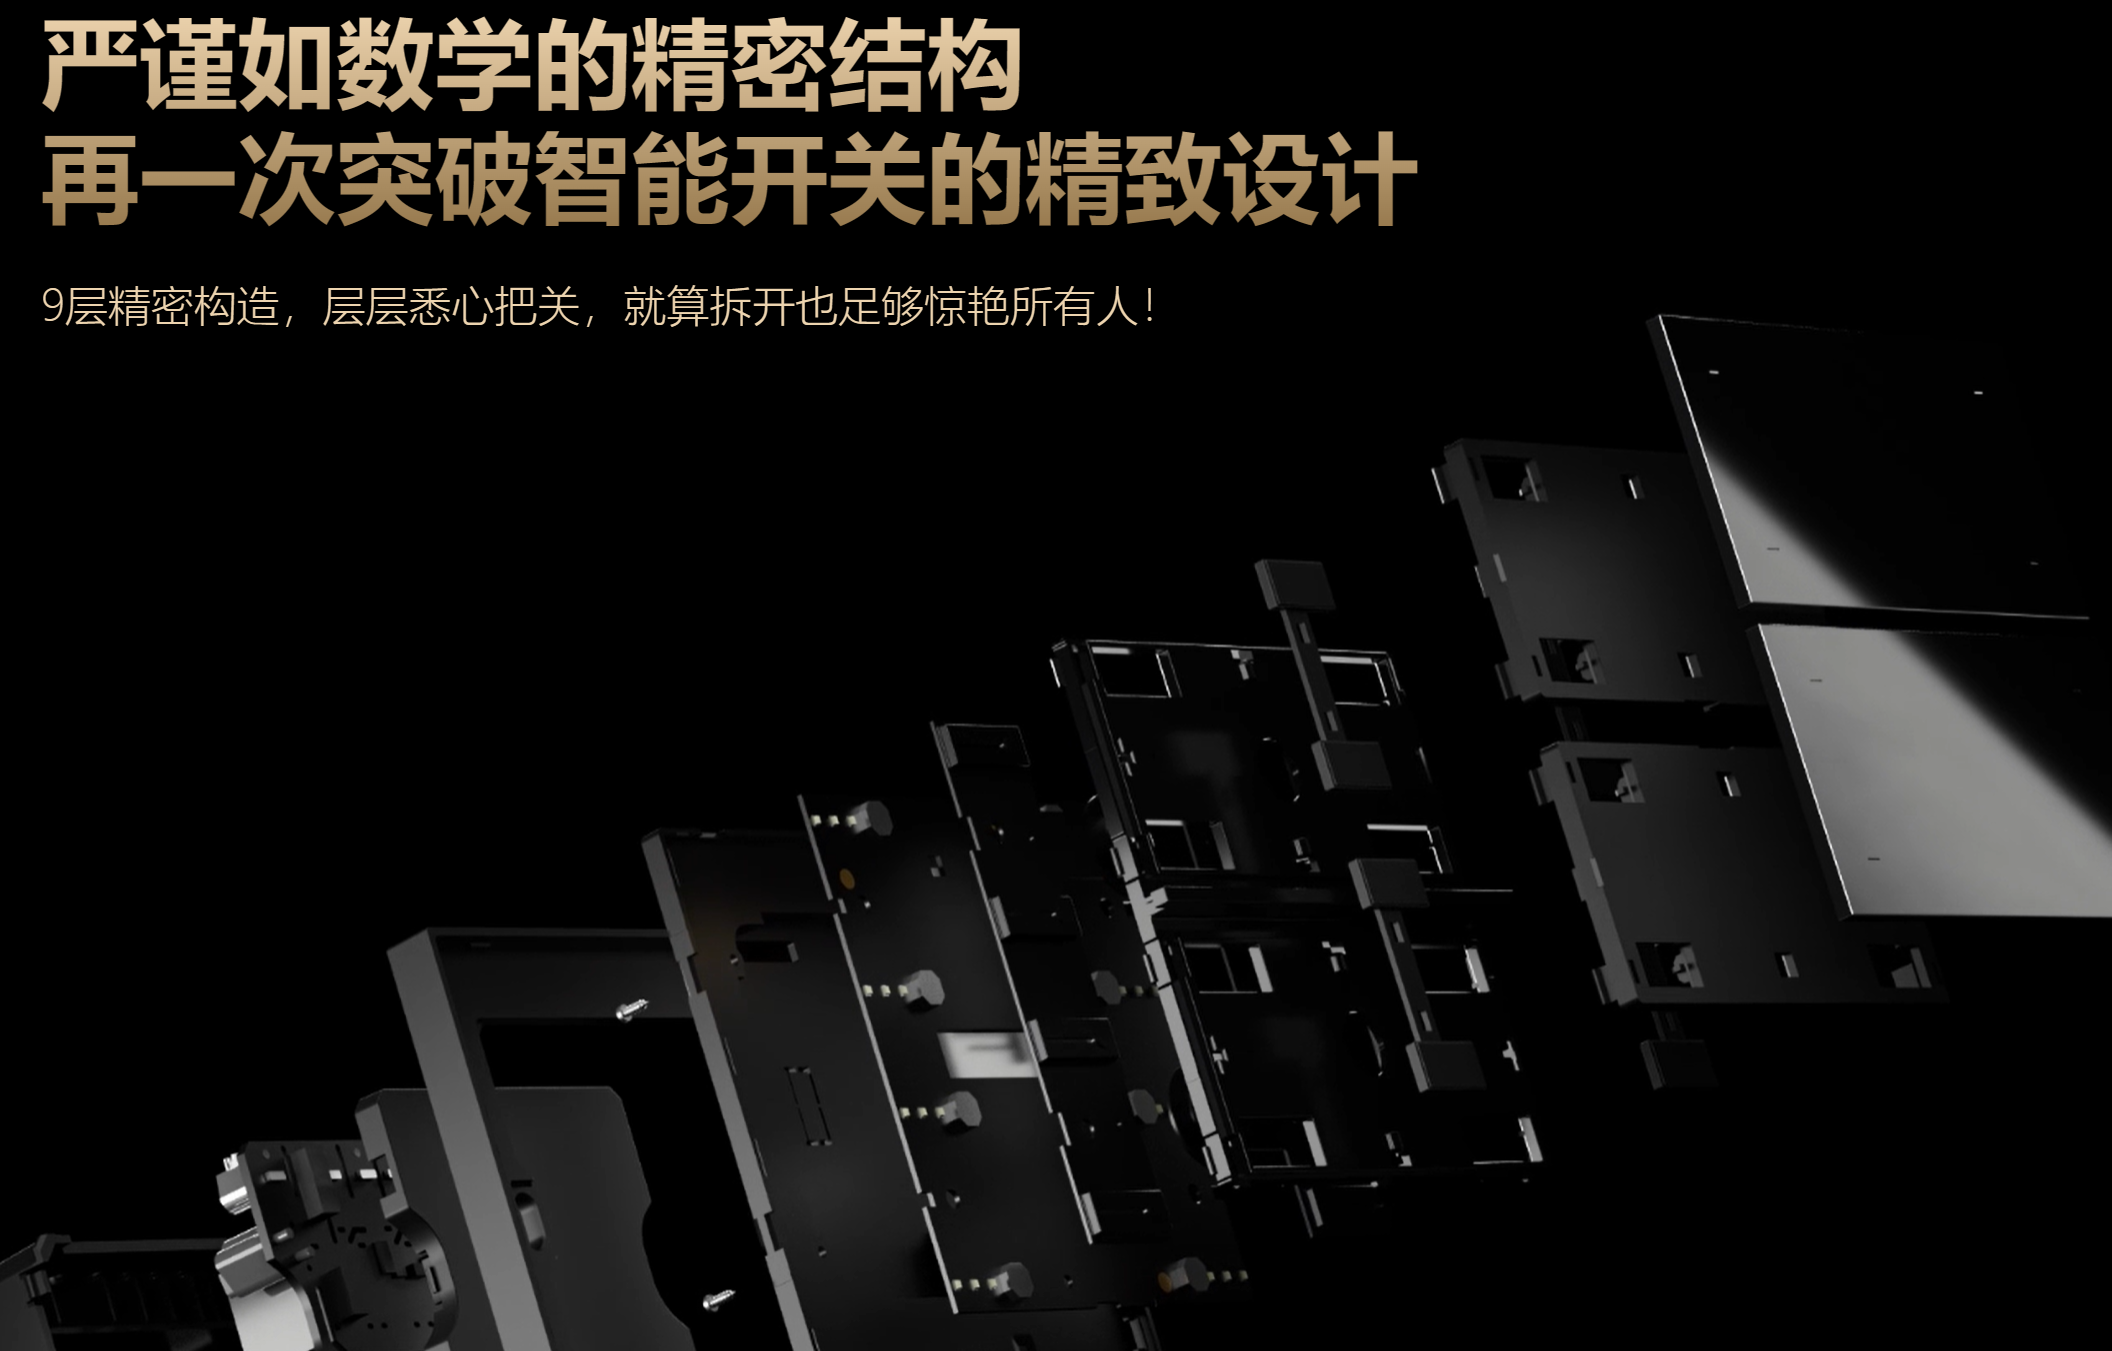 严谨如数学的精密结构
再一次突破智能开关的精致设计
9层精密构造，层层悉心把关，就算拆开也足够惊艳所有人！